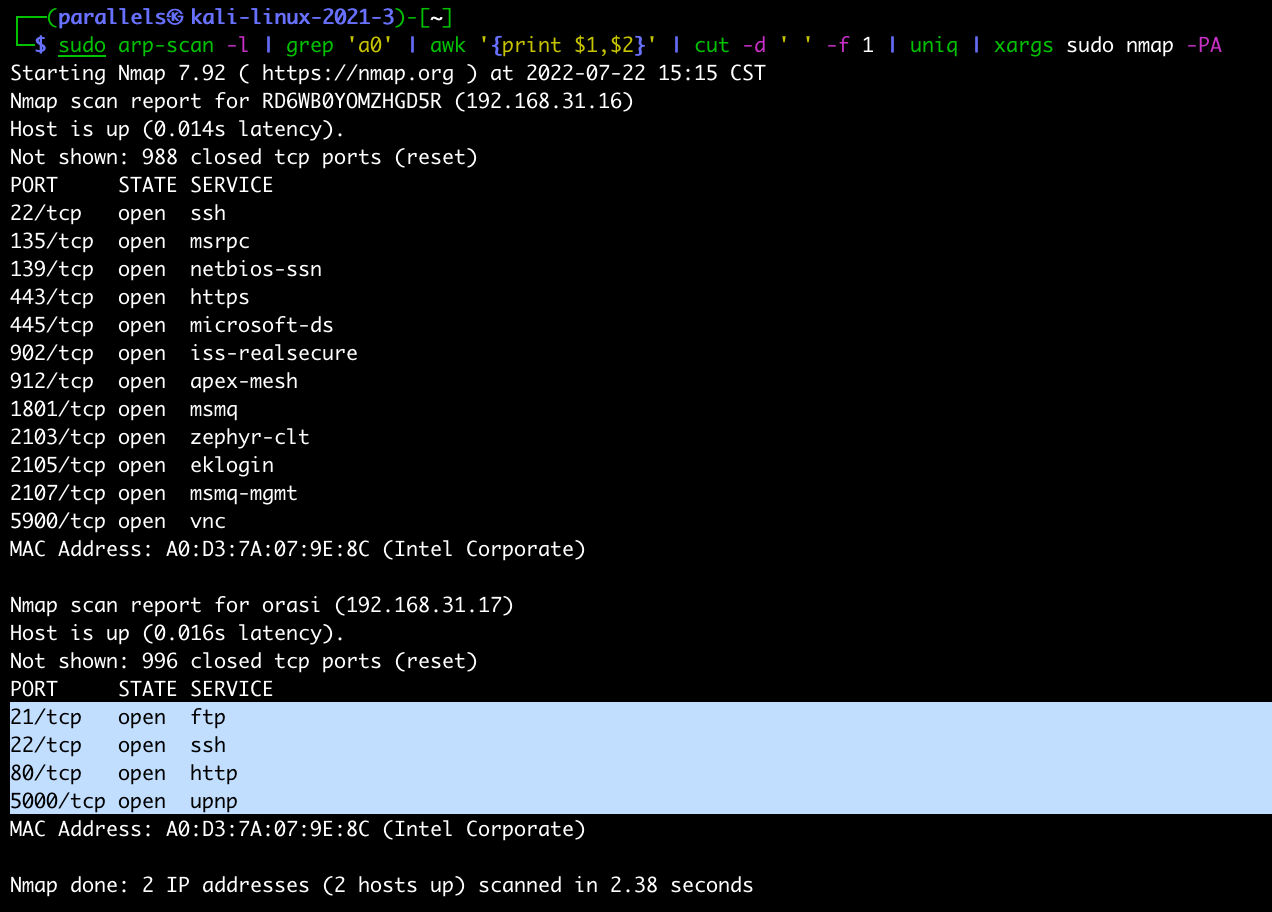 ┌──(parallels㉿kali-linux-2021-3)-[~]
└─$ sudo arp-scan -l | grep 'a0' | awk '{print $1,$2}' | cut -d ' ' -f 1 | uniq | xargs sudo nmap -PA
Starting Nmap 7.92 ( https://nmap.org ) at 2022-07-22 15:15 CST
Nmap scan report for RD6WB0YOMZHGD5R (192.168.31.16)
Host is up (0.014s latency).
Not shown: 988 closed tcp ports (reset)
PORT     STATE SERVICE
22/tcp   open  ssh
135/tcp  open  msrpc
139/tcp  open  netbios-ssn
443/tcp  open  https
445/tcp  open  microsoft-ds
902/tcp  open  iss-realsecure
912/tcp  open  apex-mesh
1801/tcp open  msmq
2103/tcp open  zephyr-clt
2105/tcp open  eklogin
2107/tcp open  msmq-mgmt
5900/tcp open  vnc
MAC Address: A0:D3:7A:07:9E:8C (Intel Corporate)

Nmap scan report for orasi (192.168.31.17)
Host is up (0.016s latency).
Not shown: 996 closed tcp ports (reset)
PORT     STATE SERVICE
21/tcp   open  ftp
22/tcp   open  ssh
80/tcp   open  http
5000/tcp open  upnp
MAC Address: A0:D3:7A:07:9E:8C (Intel Corporate)

Nmap done: 2 IP addresses (2 hosts up) scanned in 2.38 seconds